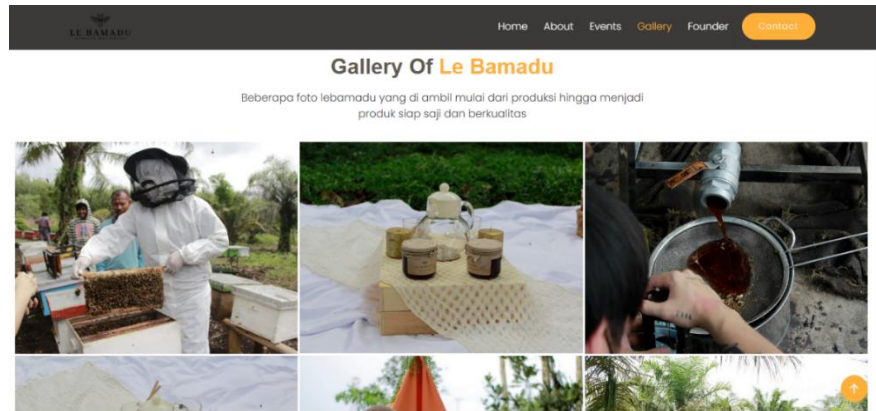 LE BAMADU
Home About Events Gallery Founder Contact
Gallery Of Le Bamadu
Beberapa foto lebamadu yang di ambil mulai dari produksi hingga menjadi
produk siap saji dan berkualitas